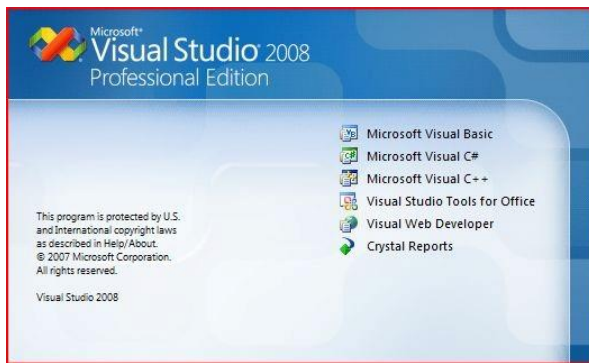 Microsoft®
Visual Studio® 2008
Professional Edition
Microsoft Visual Basic
Microsoft Visual C#
Microsoft Visual C++
Visual Studio Tools for Office
Visual Web Developer
Crystal Reports
This program is protected by U.S.
and International copyright laws
as described in Help/About.
© 2007 Microsoft Corporation.
All rights reserved.
Visual Studio 2008